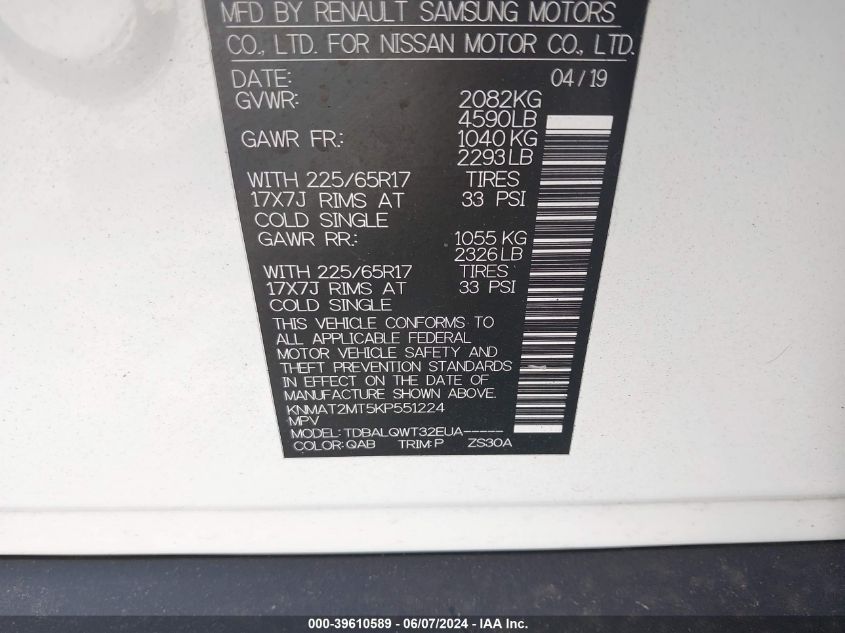 MFD BY RENAULT SAMSUNG MOTORS
CO., LTD. FOR NISSAN MOTOR CO., LTD.
DATE: 04/19
GVWR: 2082KG
4590LB
GAWR FR.: 1040 KG
2293LB
WITH 225/65R17 TIRES
17X7J RIMS AT 33 PSI
COLD SINGLE
GAWR RR.: 1055 KG
2326LB
WITH 225/65R17 TIRES
17X7J RIMS AT 33 PSI
COLD SINGLE
THIS VEHICLE CONFORMS TO
ALL APPLICABLE FEDERAL
MOTOR VEHICLE SAFETY AND
THEFT PREVENTION STANDARDS
IN EFFECT ON THE DATE OF
MANUFACTURE SHOWN ABOVE.
KNMAT2MT5KP551224
MPV
MODEL: TDBALQWT32EUA-----
COLOR: QAB TRIM: P ZS30A
000-39610589 - 06/07/2024 - IAA Inc.